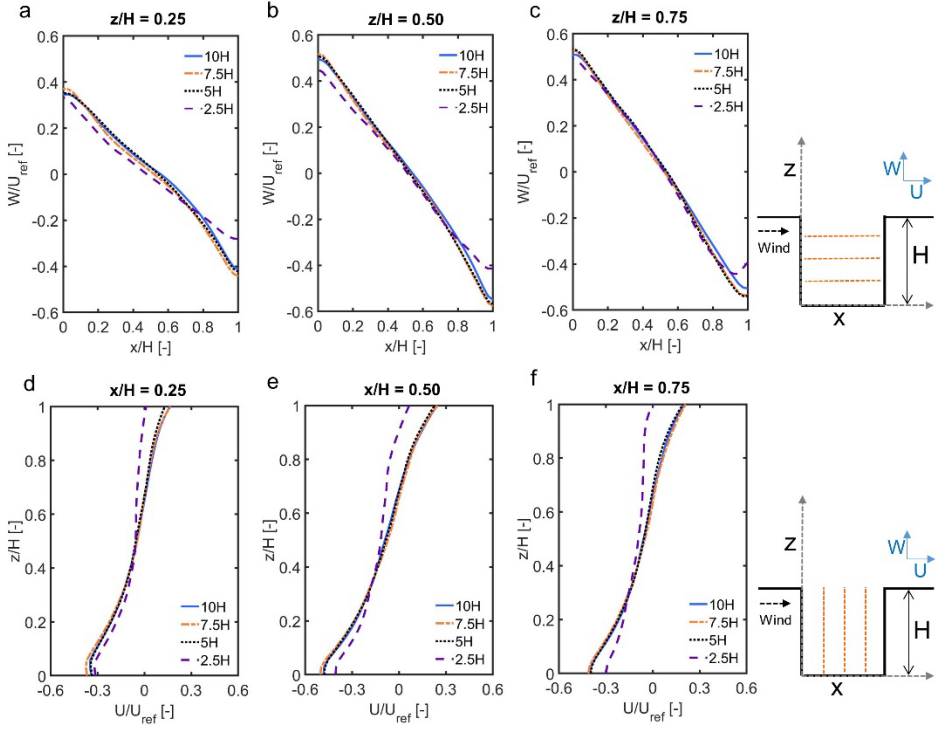 a
z/H = 0.25
0.6
0.4
0.2
0
-0.2
-0.4
-0.6
W/U_ref [-]
0 0.2 0.4 0.6 0.8 1
x/H [-]
10H
7.5H
5H
2.5H
b
z/H = 0.50
0.6
0.4
0.2
0
-0.2
-0.4
-0.6
W/U_ref [-]
0 0.2 0.4 0.6 0.8 1
x/H [-]
10H
7.5H
5H
2.5H
c
z/H = 0.75
0.6
0.4
0.2
0
-0.2
-0.4
-0.6
W/U_ref [-]
0 0.2 0.4 0.6 0.8 1
x/H [-]
10H
7.5H
5H
2.5H
Z
W
U
Wind
H
X
d
x/H = 0.25
1
0.8
0.6
0.4
0.2
0
z/H [-]
-0.6 -0.3 0 0.3 0.6
U/U_ref [-]
10H
7.5H
5H
2.5H
e
x/H = 0.50
1
0.8
0.6
0.4
0.2
0
z/H [-]
-0.6 -0.3 0 0.3 0.6
U/U_ref [-]
10H
7.5H
5H
2.5H
f
x/H = 0.75
1
0.8
0.6
0.4
0.2
0
z/H [-]
-0.6 -0.3 0 0.3 0.6
U/U_ref [-]
10H
7.5H
5H
2.5H
Z
W
U
Wind
H
X